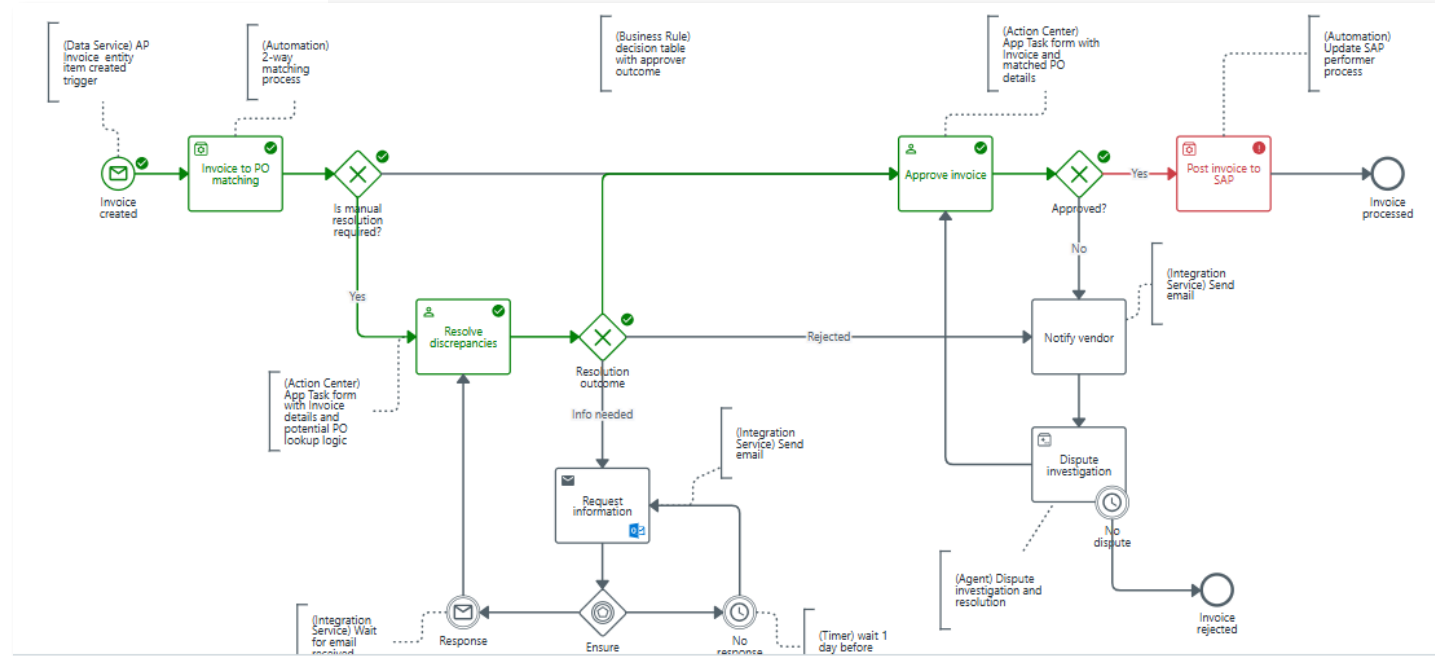 (Data Service) AP
Invoice entity
item created
trigger
(Automation)
2-way
matching
process
(Business Rule)
decision table
with approver
outcome
(Action Center)
App Task form with
Invoice and
matched PO
details
(Automation)
Update SAP
performer
process
Invoice
created
Invoice to PO
matching
Is manual
resolution
required?
Approve invoice
Approved?
Yes
Post invoice to
SAP
Invoice
processed
No
(Integration
Service) Send
email
Yes
Resolve
discrepancies
Resolution
outcome
Rejected
Notify vendor
(Action Center)
App Task form
with Invoice
details and
potential PO
lookup logic
Info needed
(Integration
Service) Send
email
Dispute
investigation
Request
information
No
dispute
(Agent) Dispute
investigation and
resolution
Invoice
rejected
(Integration
Service) Wait
for email
received
Response
Ensure
No
response
(Timer) wait 1
day before